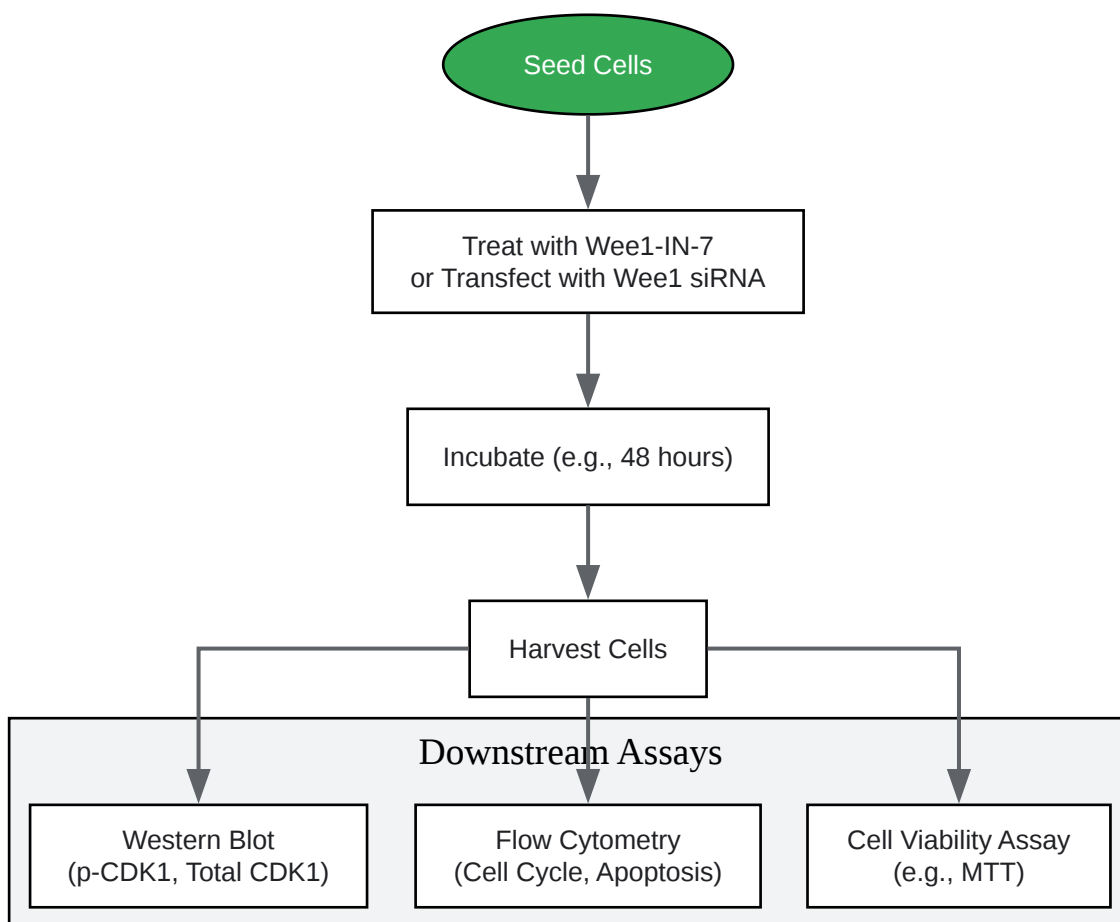 Seed Cells
Treat with Wee1-IN-7
or Transfect with Wee1 siRNA
Incubate (e.g., 48 hours)
Harvest Cells
Downstream Assays
Western Blot
(p-CDK1, Total CDK1)
Flow Cytometry
(Cell Cycle, Apoptosis)
Cell Viability Assay
(e.g., MTT)